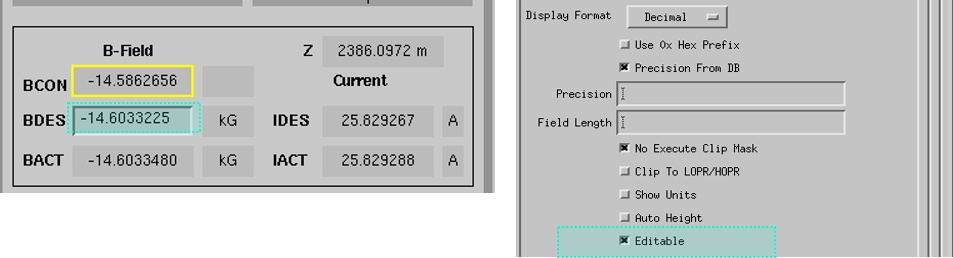 B-Field
Z 2386.0972 m
BCON -14.5862656
Current
BDES -14.6033225 kG IDES 25.829267 A
BACT -14.6033480 kG IACT 25.829288 A
Display Format Decimal
Use 0x Hex Prefix
Precision From DB
Precision
Field Length
No Execute Clip Mask
Clip To LOPR/HOPR
Show Units
Auto Height
Editable